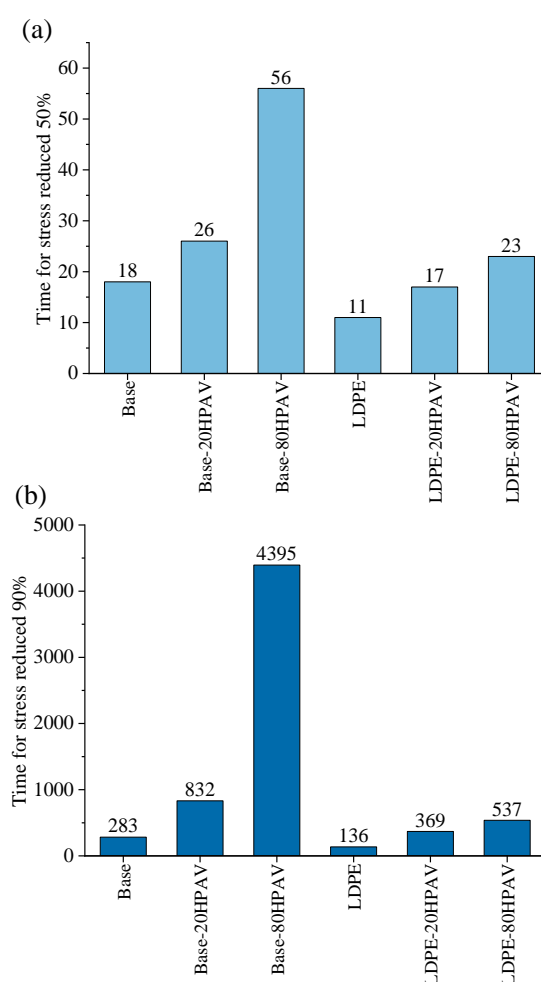 (a)
Time for stress reduced 50%
60
50
40
30
20
10
0
18
26
56
11
17
23
Base
Base-20HPAV
Base-80HPAV
LDPE
LDPE-20HPAV
LDPE-80HPAV
(b)
Time for stress reduced 90%
5000
4000
3000
2000
1000
0
283
832
4395
136
369
537
Base
Base-20HPAV
Base-80HPAV
LDPE
LDPE-20HPAV
LDPE-80HPAV